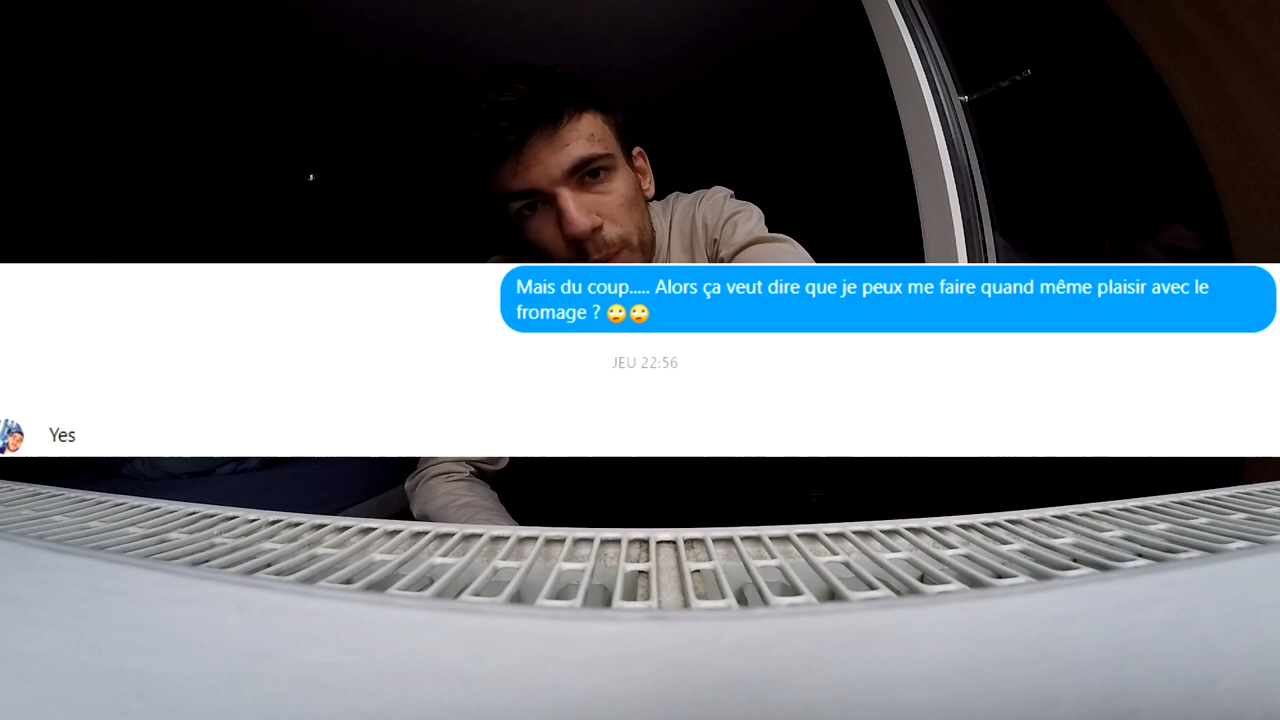 Mais du coup..... Alors ça veut dire que je peux me faire quand même plaisir avec le
fromage ? 🙄🙄
JEU 22:56
Yes